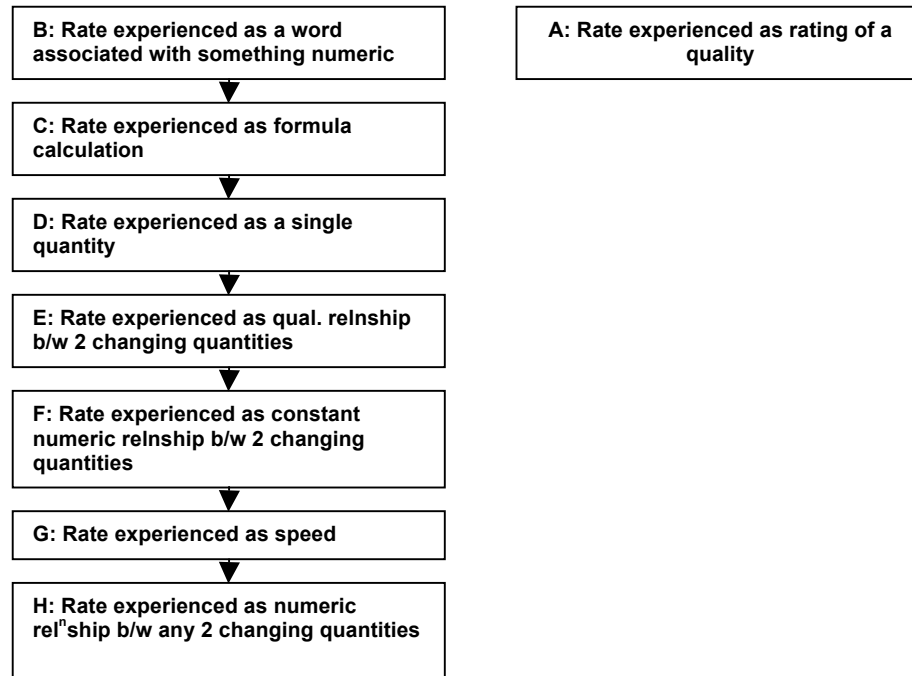 B: Rate experienced as a word
associated with something numeric
A: Rate experienced as rating of a
quality
C: Rate experienced as formula
calculation
D: Rate experienced as a single
quantity
E: Rate experienced as qual. relnship
b/w 2 changing quantities
F: Rate experienced as constant
numeric relnship b/w 2 changing
quantities
G: Rate experienced as speed
H: Rate experienced as numeric
relⁿship b/w any 2 changing quantities